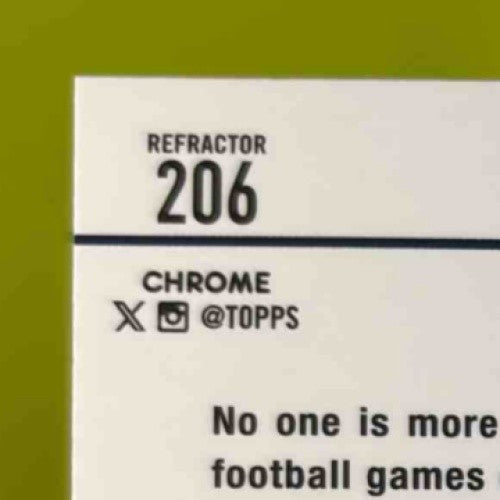 REFRACTOR
206
CHROME
@TOPPS
No one is more
football games